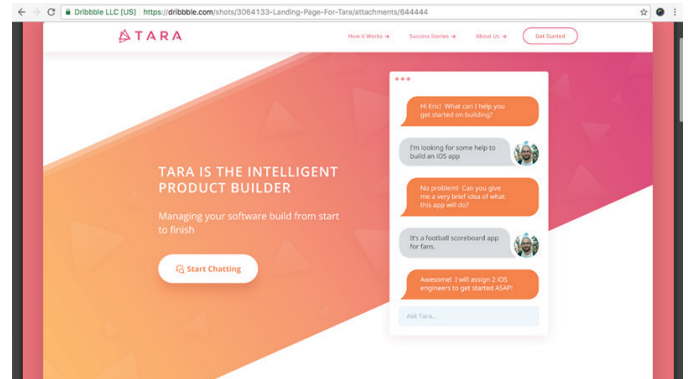 Dribbble LLC [US] https://dribbble.com/shots/3064133-Landing-Page-For-Tara/attachments/644444
TARA
How it Works
Success Stories
About Us
Get Started
TARA IS THE INTELLIGENT
PRODUCT BUILDER
Managing your software build from start
to finish
Start Chatting
Hi Eric! What can I help you
get started on building?
I'm looking for some help to
build an iOS app
No problem! Can you give
me a very brief idea of what
this app will do?
It's a football scoreboard app
for fans.
Awesome! I will assign 2 iOS
engineers to get started ASAP!
Ask Tara...